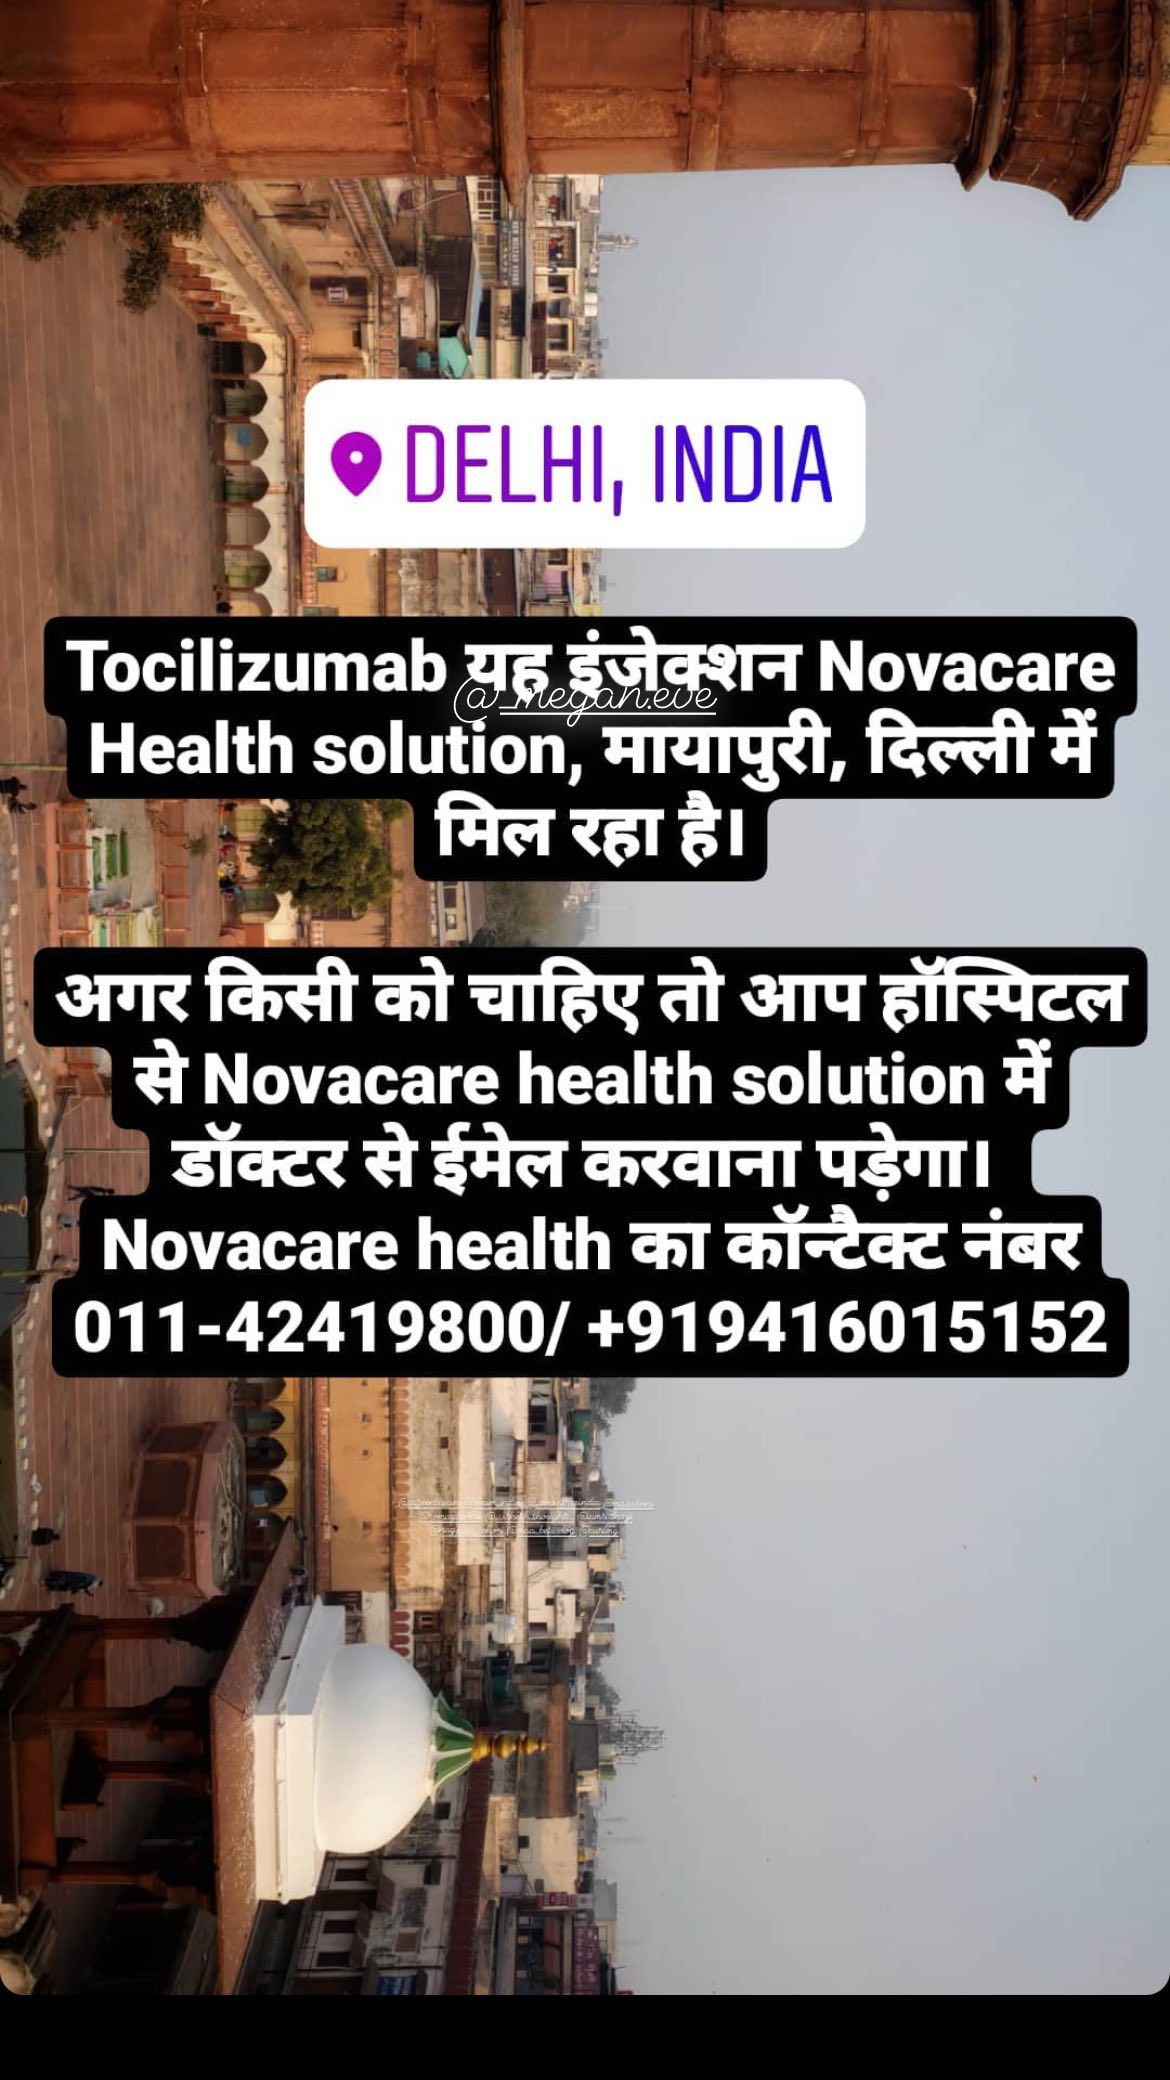 DELHI, INDIA
Tocilizumab यह इंजेक्शन Novacare
@_megan.eve
Health solution, मायापुरी, दिल्ली में
मिल रहा है।
अगर किसी को चाहिए तो आप हॉस्पिटल
से Novacare health solution में
डॉक्टर से ईमेल करवाना पड़ेगा।
Novacare health का कॉन्टैक्ट नंबर
011-42419800/ +919416015152